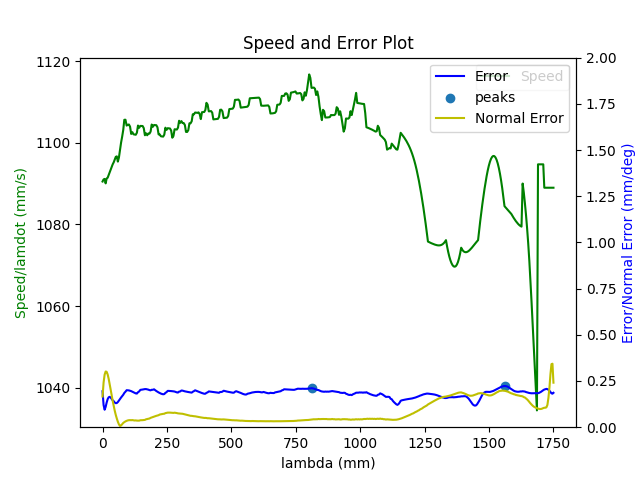 Speed and Error Plot
Speed/lamdot (mm/s)
1120
1100
1080
1060
1040
0
250
500
750
1000
1250
1500
1750
lambda (mm)
2.00
1.75
1.50
1.25
1.00
0.75
0.50
0.25
0.00
Error/Normal Error (mm/deg)
Error
Speed
peaks
Normal Error